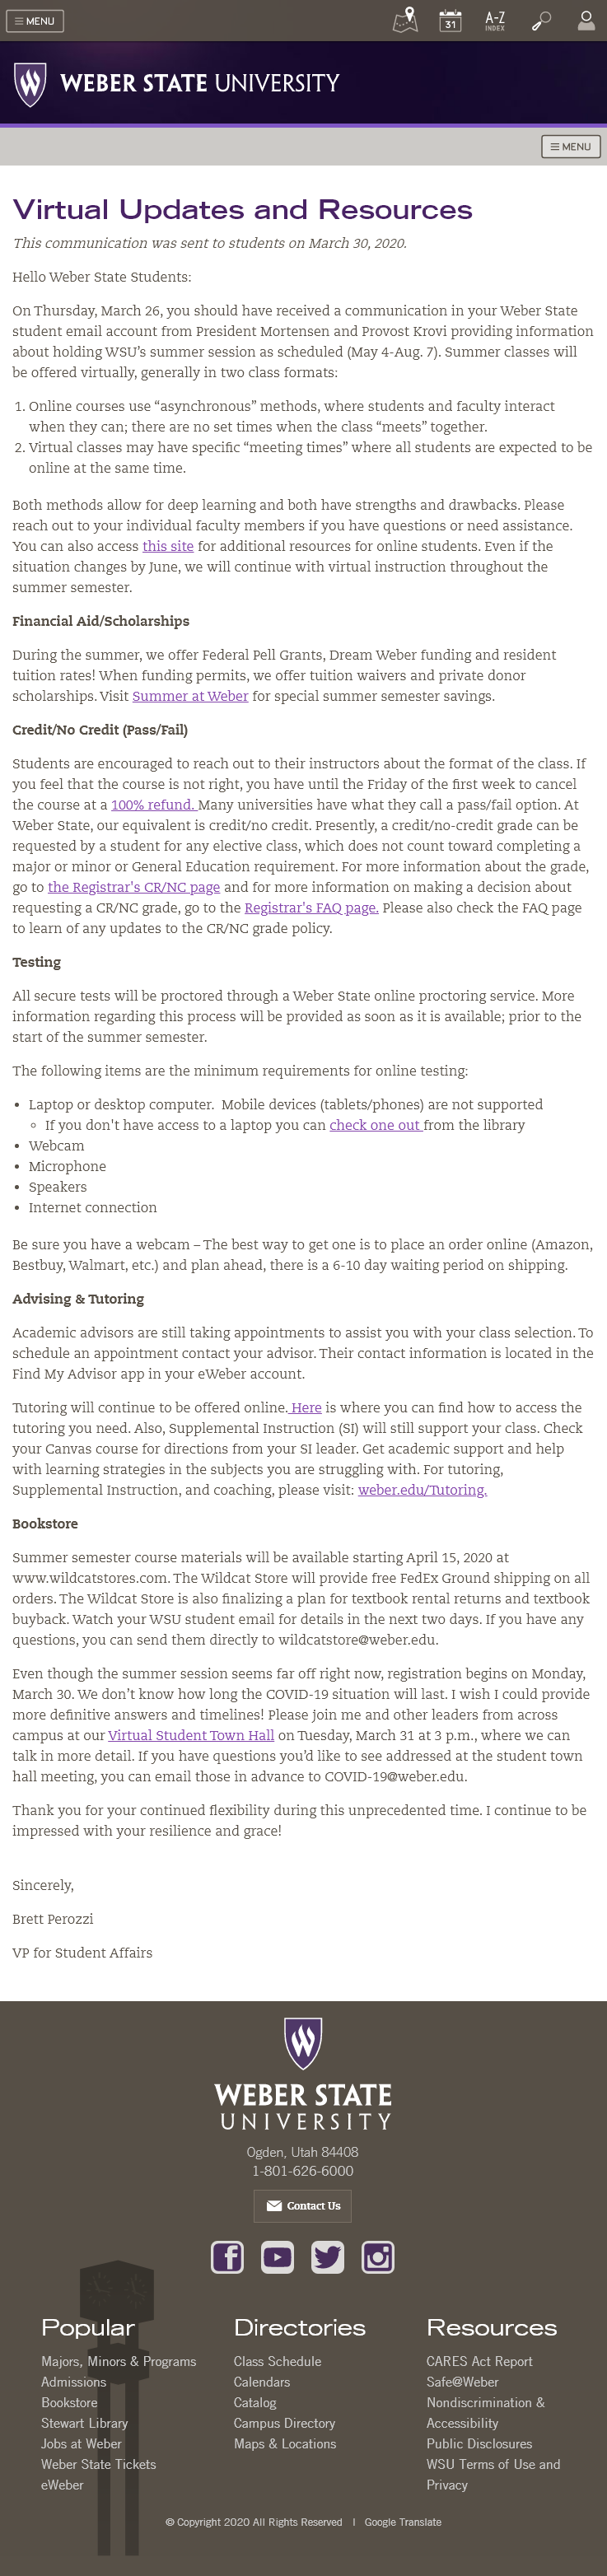 MENU
31
A-Z
INDEX
WEBER STATE UNIVERSITY
MENU
Virtual Updates and Resources
This communication was sent to students on March 30, 2020.
Hello Weber State Students:
On Thursday, March 26, you should have received a communication in your Weber State
student email account from President Mortensen and Provost Krovi providing information
about holding WSU’s summer session as scheduled (May 4-Aug. 7). Summer classes will
be offered virtually, generally in two class formats:
1. Online courses use “asynchronous” methods, where students and faculty interact
when they can; there are no set times when the class “meets” together.
2. Virtual classes may have specific “meeting times” where all students are expected to be
online at the same time.
Both methods allow for deep learning and both have strengths and drawbacks. Please
reach out to your individual faculty members if you have questions or need assistance.
You can also access this site for additional resources for online students. Even if the
situation changes by June, we will continue with virtual instruction throughout the
summer semester.
Financial Aid/Scholarships
During the summer, we offer Federal Pell Grants, Dream Weber funding and resident
tuition rates! When funding permits, we offer tuition waivers and private donor
scholarships. Visit Summer at Weber for special summer semester savings.
Credit/No Credit (Pass/Fail)
Students are encouraged to reach out to their instructors about the format of the class. If
you feel that the course is not right, you have until the Friday of the first week to cancel
the course at a 100% refund. Many universities have what they call a pass/fail option. At
Weber State, our equivalent is credit/no credit. Presently, a credit/no-credit grade can be
requested by a student for any elective class, which does not count toward completing a
major or minor or General Education requirement. For more information about the grade,
go to the Registrar's CR/NC page and for more information on making a decision about
requesting a CR/NC grade, go to the Registrar's FAQ page. Please also check the FAQ page
to learn of any updates to the CR/NC grade policy.
Testing
All secure tests will be proctored through a Weber State online proctoring service. More
information regarding this process will be provided as soon as it is available; prior to the
start of the summer semester.
The following items are the minimum requirements for online testing:
• Laptop or desktop computer. Mobile devices (tablets/phones) are not supported
◦ If you don't have access to a laptop you can check one out from the library
• Webcam
• Microphone
• Speakers
• Internet connection
Be sure you have a webcam – The best way to get one is to place an order online (Amazon,
Bestbuy, Walmart, etc.) and plan ahead, there is a 6-10 day waiting period on shipping.
Advising & Tutoring
Academic advisors are still taking appointments to assist you with your class selection. To
schedule an appointment contact your advisor. Their contact information is located in the
Find My Advisor app in your eWeber account.
Tutoring will continue to be offered online. Here is where you can find how to access the
tutoring you need. Also, Supplemental Instruction (SI) will still support your class. Check
your Canvas course for directions from your SI leader. Get academic support and help
with learning strategies in the subjects you are struggling with. For tutoring,
Supplemental Instruction, and coaching, please visit: weber.edu/Tutoring.
Bookstore
Summer semester course materials will be available starting April 15, 2020 at
www.wildcatstores.com. The Wildcat Store will provide free FedEx Ground shipping on all
orders. The Wildcat Store is also finalizing a plan for textbook rental returns and textbook
buyback. Watch your WSU student email for details in the next two days. If you have any
questions, you can send them directly to wildcatstore@weber.edu.
Even though the summer session seems far off right now, registration begins on Monday,
March 30. We don’t know how long the COVID-19 situation will last. I wish I could provide
more definitive answers and timelines! Please join me and other leaders from across
campus at our Virtual Student Town Hall on Tuesday, March 31 at 3 p.m., where we can
talk in more detail. If you have questions you’d like to see addressed at the student town
hall meeting, you can email those in advance to COVID-19@weber.edu.
Thank you for your continued flexibility during this unprecedented time. I continue to be
impressed with your resilience and grace!
Sincerely,
Brett Perozzi
VP for Student Affairs
WEBER STATE
UNIVERSITY
Ogden, Utah 84408
1-801-626-6000
Contact Us
Popular
Majors, Minors & Programs
Admissions
Bookstore
Stewart Library
Jobs at Weber
Weber State Tickets
eWeber
Directories
Class Schedule
Calendars
Catalog
Campus Directory
Maps & Locations
Resources
CARES Act Report
Safe@Weber
Nondiscrimination &
Accessibility
Public Disclosures
WSU Terms of Use and
Privacy
© Copyright 2020 All Rights Reserved | Google Translate